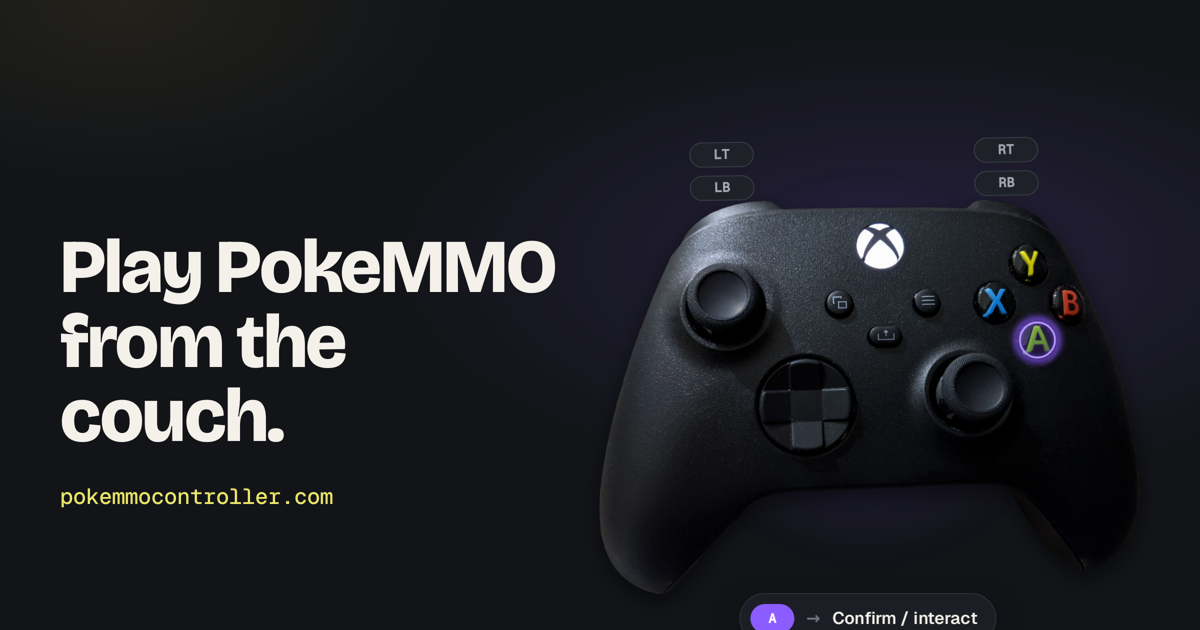 Play PokeMMO
from the
couch.
pokemmocontroller.com
LT
LB
RT
RB
Y
X
B
A
A → Confirm / interact